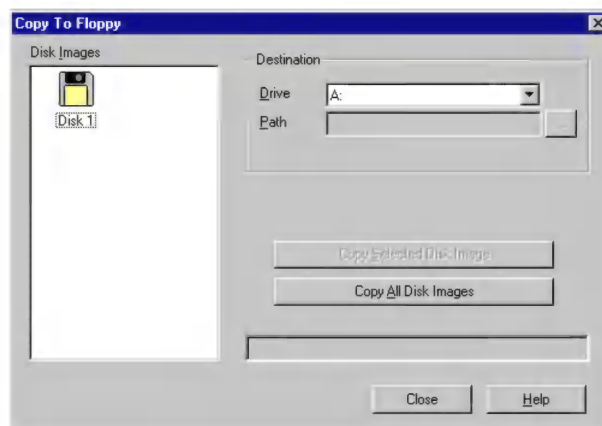 Copy To Floppy
Disk Images
Disk 1
Destination
Drive
A:
Path
...
Copy Selected Disk Image
Copy All Disk Images
Close
Help